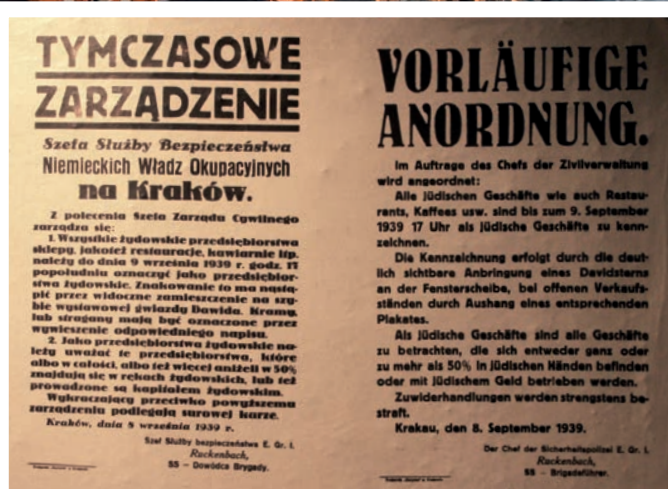 TYMCZASOWE
ZARZĄDZENIE
Szefa Służby Bezpieczeństwa
Niemieckich Władz Okupacyjnych
na Kraków.
Z polecenia Szefa Zarządu Cywilnego
zarządza się:
1. Wszystkie żydowskie przedsiębiorstwa
sklepy, jakoteż restauracje, kawiarnie itp.
należy do dnia 9 września 1939 r. godz. 17
popołudniu oznaczyć jako przedsiębior-
stwa żydowskie. Znakowanie to ma nastą-
pić przez widoczne zamieszczenie na szy-
bie wystawowej gwiazdy Dawida. Kramy,
lub stragany mają być oznaczone przez
wywieszenie odpowiedniego napisu.
2. Jako przedsiębiorstwa żydowskie na-
leży uważać te przedsiębiorstwa, które
albo w całości, albo też więcej aniżeli w 50%
znajdują się w rękach żydowskich, lub też
prowadzone są kapitałem żydowskim.
Wykraczający przeciwko powyższemu
zarządzeniu podlegają surowej karze.
Kraków, dnia 8 września 1939 r.
Szef Służby bezpieczeństwa E. Gr. I.
Rackenbach,
SS – Dowódca Brygady.
VORLÄUFIGE
ANORDNUNG.
Im Auftrage des Chefs der Zivilverwaltung
wird angeordnet:
Alle jüdischen Geschäfte wie auch Restau-
rants, Kaffees usw. sind bis zum 9. September
1939 17 Uhr als jüdische Geschäfte zu kenn-
zeichnen.
Die Kennzeichnung erfolgt durch die deut-
lich sichtbare Anbringung eines Davidsterns
an der Fensterscheibe, bei offenen Verkaufs-
ständen durch Aushang eines entsprechenden
Plakates.
Als jüdische Geschäfte sind alle Geschäfte
zu betrachten, die sich entweder ganz oder
zu mehr als 50% in jüdischen Händen befinden
oder mit jüdischem Geld betrieben werden.
Zuwiderhandlungen werden strengstens be-
straft.
Krakau, den 8. September 1939.
Der Chef der Sicherheitspolizei E. Gr. I.
Rackenbach,
SS – Brigadeführer.